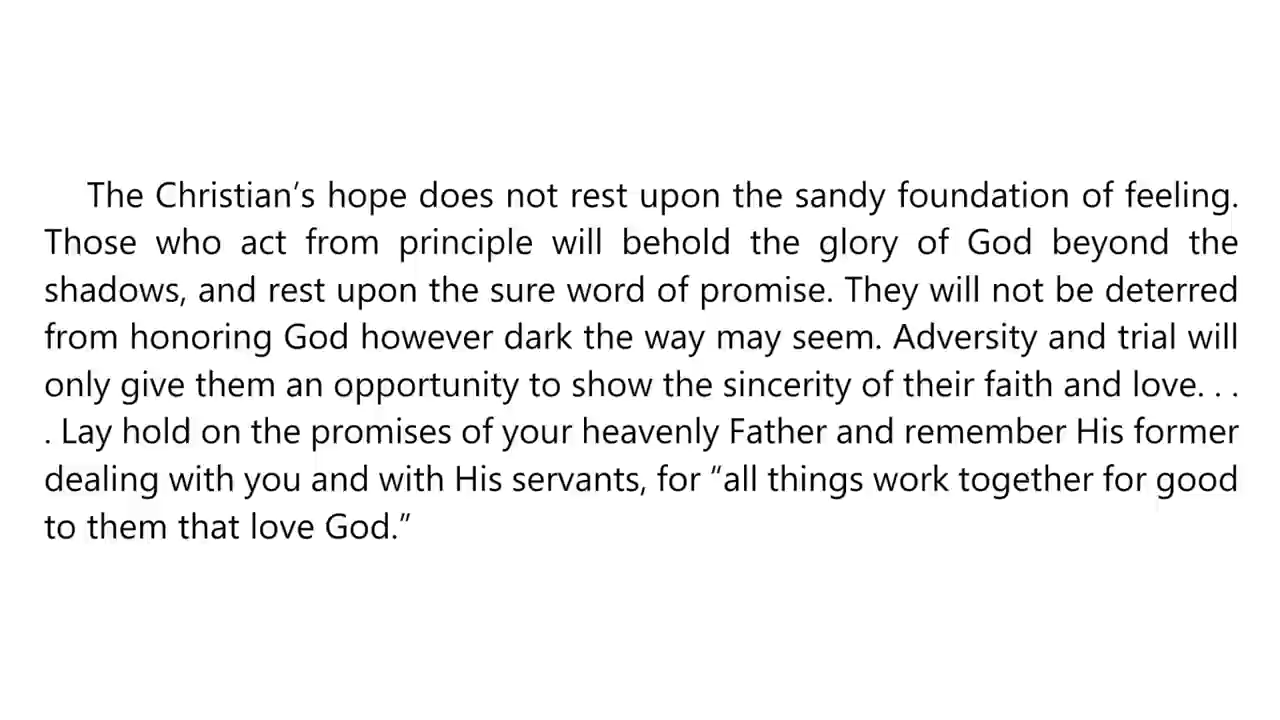 The Christian’s hope does not rest upon the sandy foundation of feeling.
Those who act from principle will behold the glory of God beyond the
shadows, and rest upon the sure word of promise. They will not be deterred
from honoring God however dark the way may seem. Adversity and trial will
only give them an opportunity to show the sincerity of their faith and love. . .
. Lay hold on the promises of your heavenly Father and remember His former
dealing with you and with His servants, for “all things work together for good
to them that love God.”